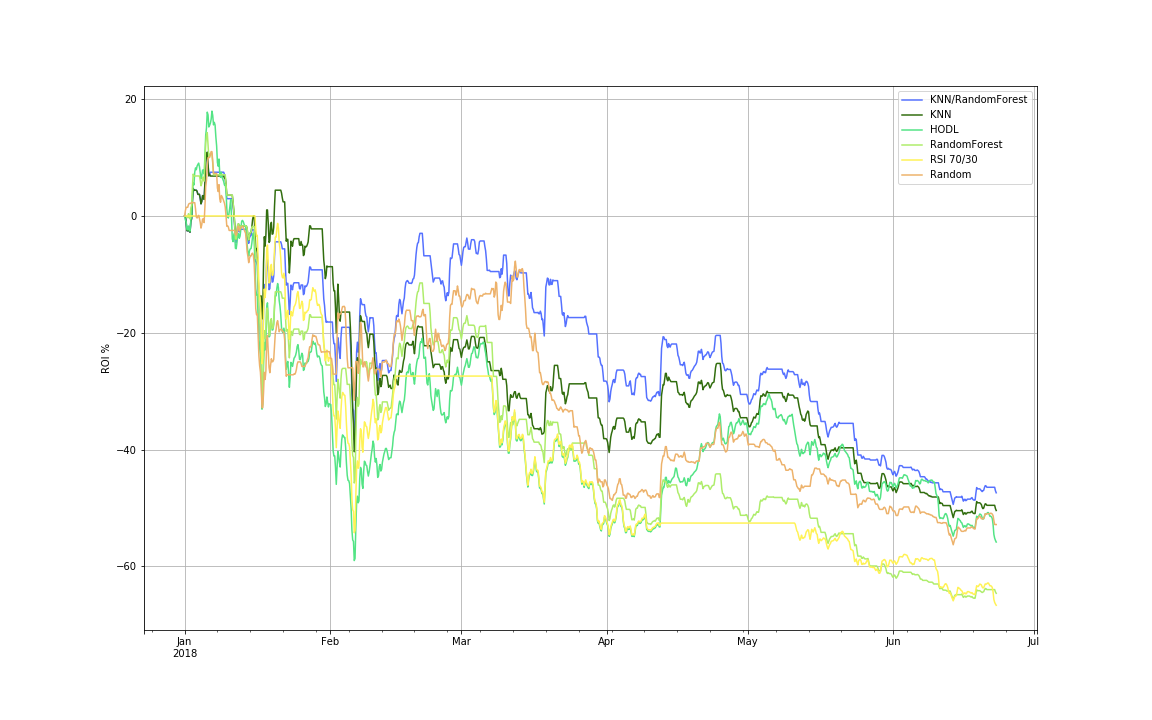 KNN/RandomForest
KNN
HODL
RandomForest
RSI 70/30
Random
ROI %
20
0
−20
−40
−60
Jan Feb Mar Apr May Jun Jul
2018